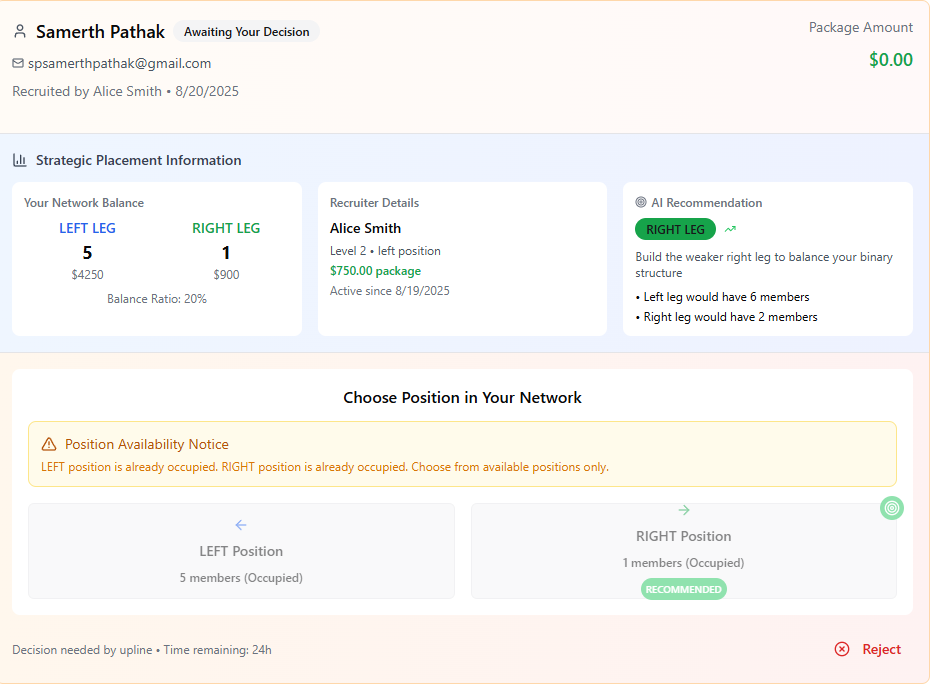 Samerth Pathak Awaiting Your Decision
Package Amount
spsamerthpathak@gmail.com
$0.00
Recruited by Alice Smith • 8/20/2025
Strategic Placement Information
Your Network Balance
LEFT LEG RIGHT LEG
5 1
$4250 $900
Balance Ratio: 20%
Recruiter Details
Alice Smith
Level 2 • left position
$750.00 package
Active since 8/19/2025
AI Recommendation
RIGHT LEG
Build the weaker right leg to balance your binary
structure
• Left leg would have 6 members
• Right leg would have 2 members
Choose Position in Your Network
Position Availability Notice
LEFT position is already occupied. RIGHT position is already occupied. Choose from available positions only.
LEFT Position
5 members (Occupied)
RIGHT Position
1 members (Occupied)
RECOMMENDED
Decision needed by upline • Time remaining: 24h
Reject